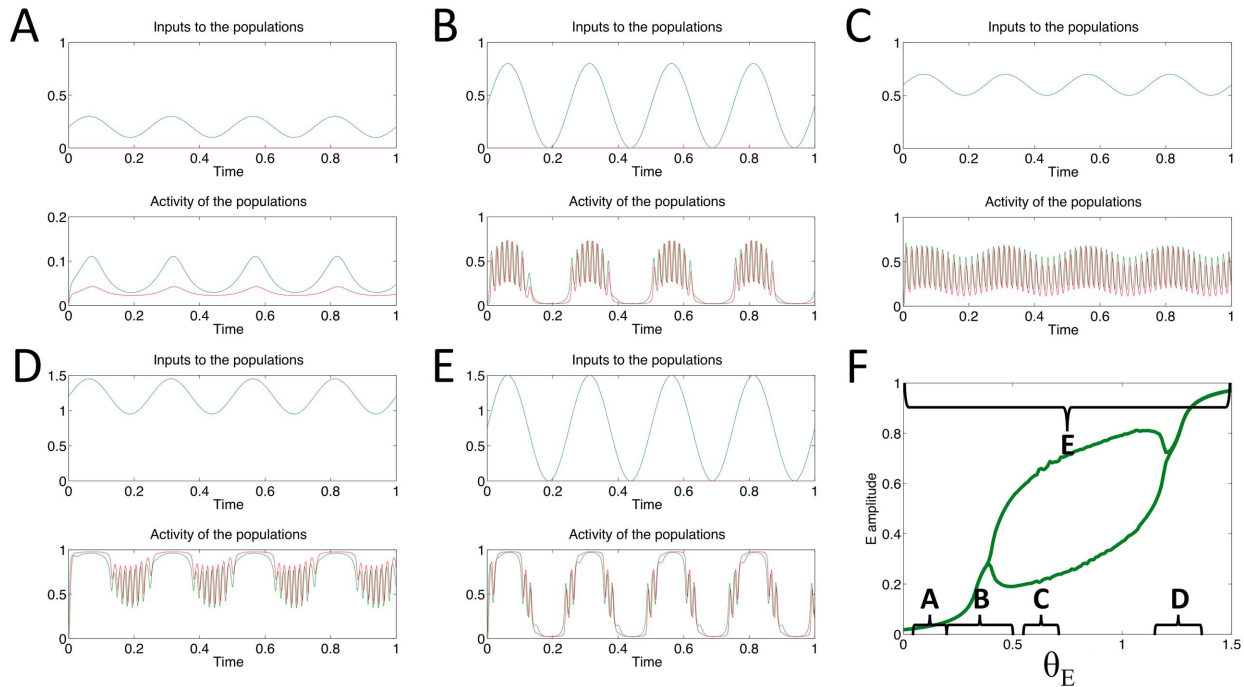 A
Inputs to the populations
1
0.5
0
0 0.2 0.4 0.6 0.8 1
Time
Activity of the populations
0.2
0.1
0
0 0.2 0.4 0.6 0.8 1
Time
B
Inputs to the populations
1
0.5
0
0 0.2 0.4 0.6 0.8 1
Time
Activity of the populations
1
0.5
0
0 0.2 0.4 0.6 0.8 1
Time
C
Inputs to the populations
1
0.5
0
0 0.2 0.4 0.6 0.8 1
Time
Activity of the populations
1
0.5
0
0 0.2 0.4 0.6 0.8 1
Time
D
Inputs to the populations
1.5
1
0.5
0
0 0.2 0.4 0.6 0.8 1
Time
Activity of the populations
1
0.5
0
0 0.2 0.4 0.6 0.8 1
Time
E
Inputs to the populations
1.5
1
0.5
0
0 0.2 0.4 0.6 0.8 1
Time
Activity of the populations
1
0.5
0
0 0.2 0.4 0.6 0.8 1
Time
F
1
0.8
0.6
0.4
0.2
0
E amplitude
E
A B C D
0 0.5 1 1.5
θE